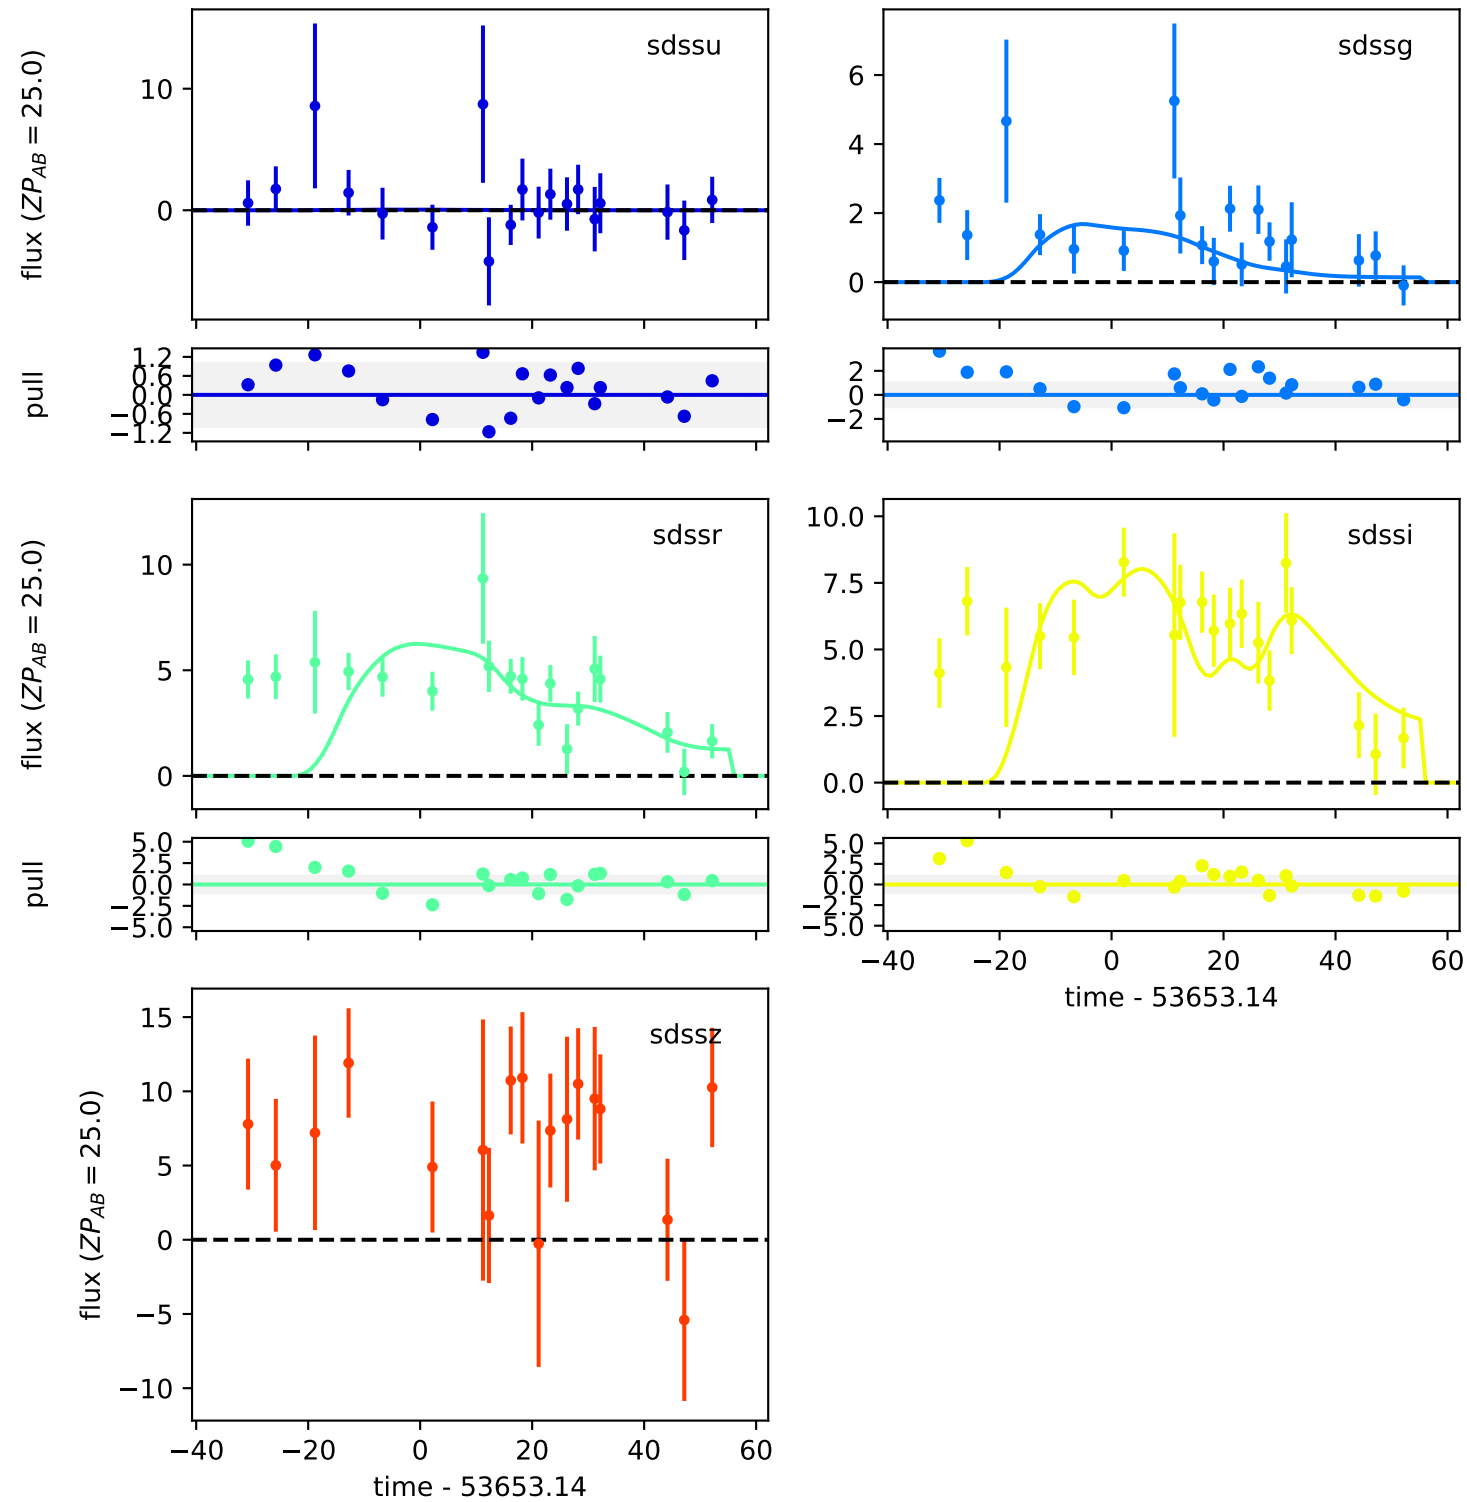 sdssu
flux (ZP_AB = 25.0)
10
0
pull
1.2
0.6
0.0
−0.6
−1.2
sdssg
6
4
2
0
2
0
−2
sdssr
flux (ZP_AB = 25.0)
10
5
0
pull
5.0
2.5
0.0
−2.5
−5.0
sdssi
10.0
7.5
5.0
2.5
0.0
5.0
2.5
0.0
−2.5
−5.0
−40 −20 0 20 40 60
time - 53653.14
sdssz
flux (ZP_AB = 25.0)
15
10
5
0
−5
−10
−40 −20 0 20 40 60
time - 53653.14